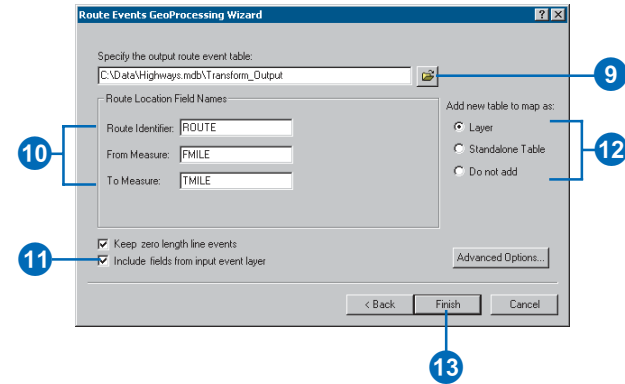 Route Events GeoProcessing Wizard
Specify the output route event table:
C:\Data\Highways.mdb\Transform_Output
9
Route Location Field Names
Add new table to map as:
Route Identifier: ROUTE
Layer
10
From Measure: FMILE
Standalone Table
12
To Measure: TMILE
Do not add
Keep zero length line events
11
Include fields from input event layer
Advanced Options...
< Back
Finish
Cancel
13